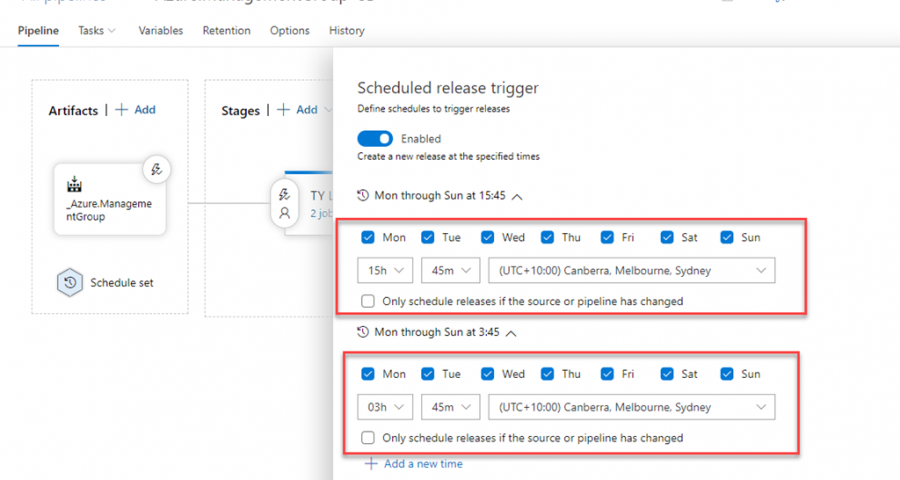 Pipeline Tasks Variables Retention Options History
Artifacts | + Add
Stages | + Add
_Azure.Manageme
ntGroup
Schedule set
2 job
Scheduled release trigger
Define schedules to trigger releases
Enabled
Create a new release at the specified times
Mon through Sun at 15:45
Mon Tue Wed Thu Fri Sat Sun
15h 45m (UTC+10:00) Canberra, Melbourne, Sydney
Only schedule releases if the source or pipeline has changed
Mon through Sun at 3:45
Mon Tue Wed Thu Fri Sat Sun
03h 45m (UTC+10:00) Canberra, Melbourne, Sydney
Only schedule releases if the source or pipeline has changed
+ Add a new time